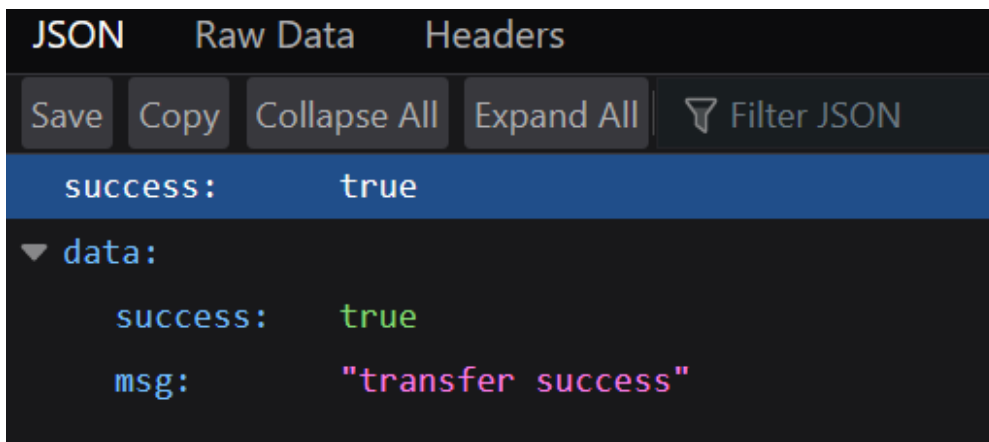 JSON Raw Data Headers
Save Copy Collapse All Expand All Filter JSON
success: true
data:
success: true
msg: "transfer success"